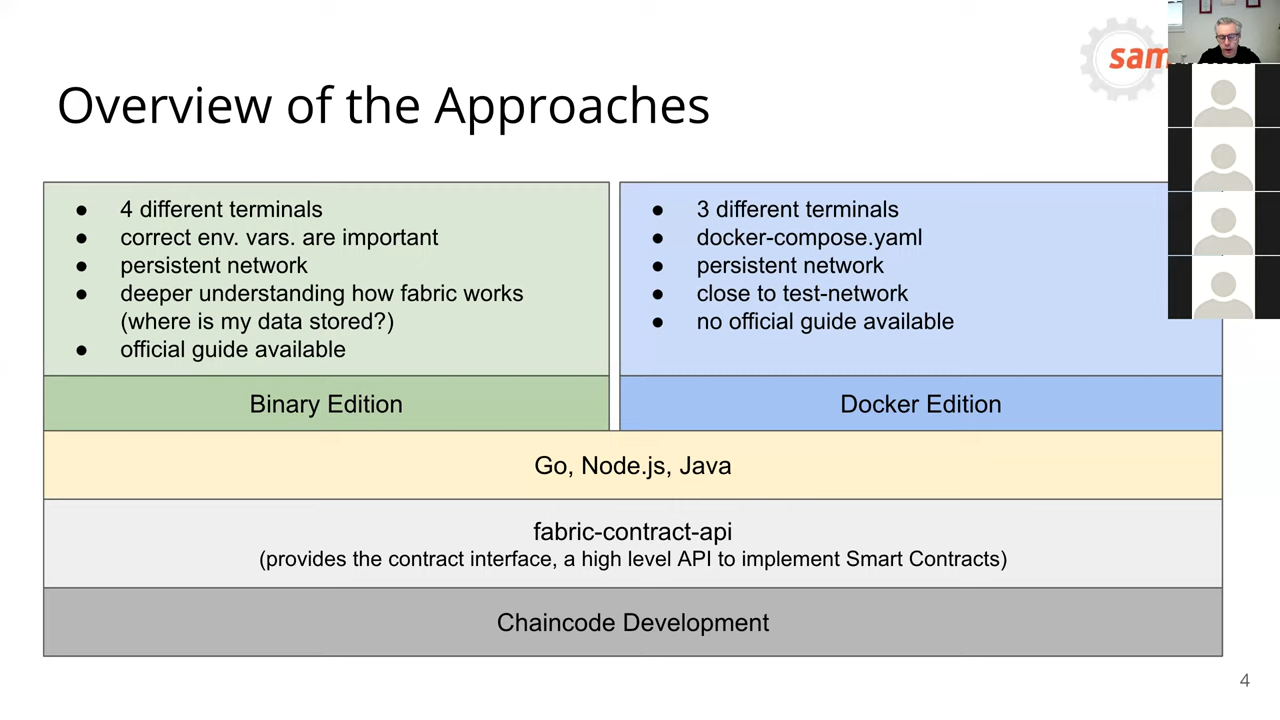 sam
Overview of the Approaches
4 different terminals
correct env. vars. are important
persistent network
deeper understanding how fabric works
(where is my data stored?)
official guide available
Binary Edition
3 different terminals
docker-compose.yaml
persistent network
close to test-network
no official guide available
Docker Edition
Go, Node.js, Java
fabric-contract-api
(provides the contract interface, a high level API to implement Smart Contracts)
Chaincode Development
4